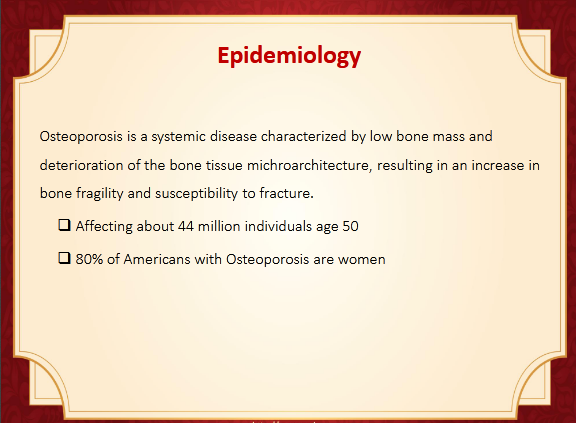 Epidemiology
Osteoporosis is a systemic disease characterized by low bone mass and
deterioration of the bone tissue michroarchitecture, resulting in an increase in
bone fragility and susceptibility to fracture.
Affecting about 44 million individuals age 50
80% of Americans with Osteoporosis are women